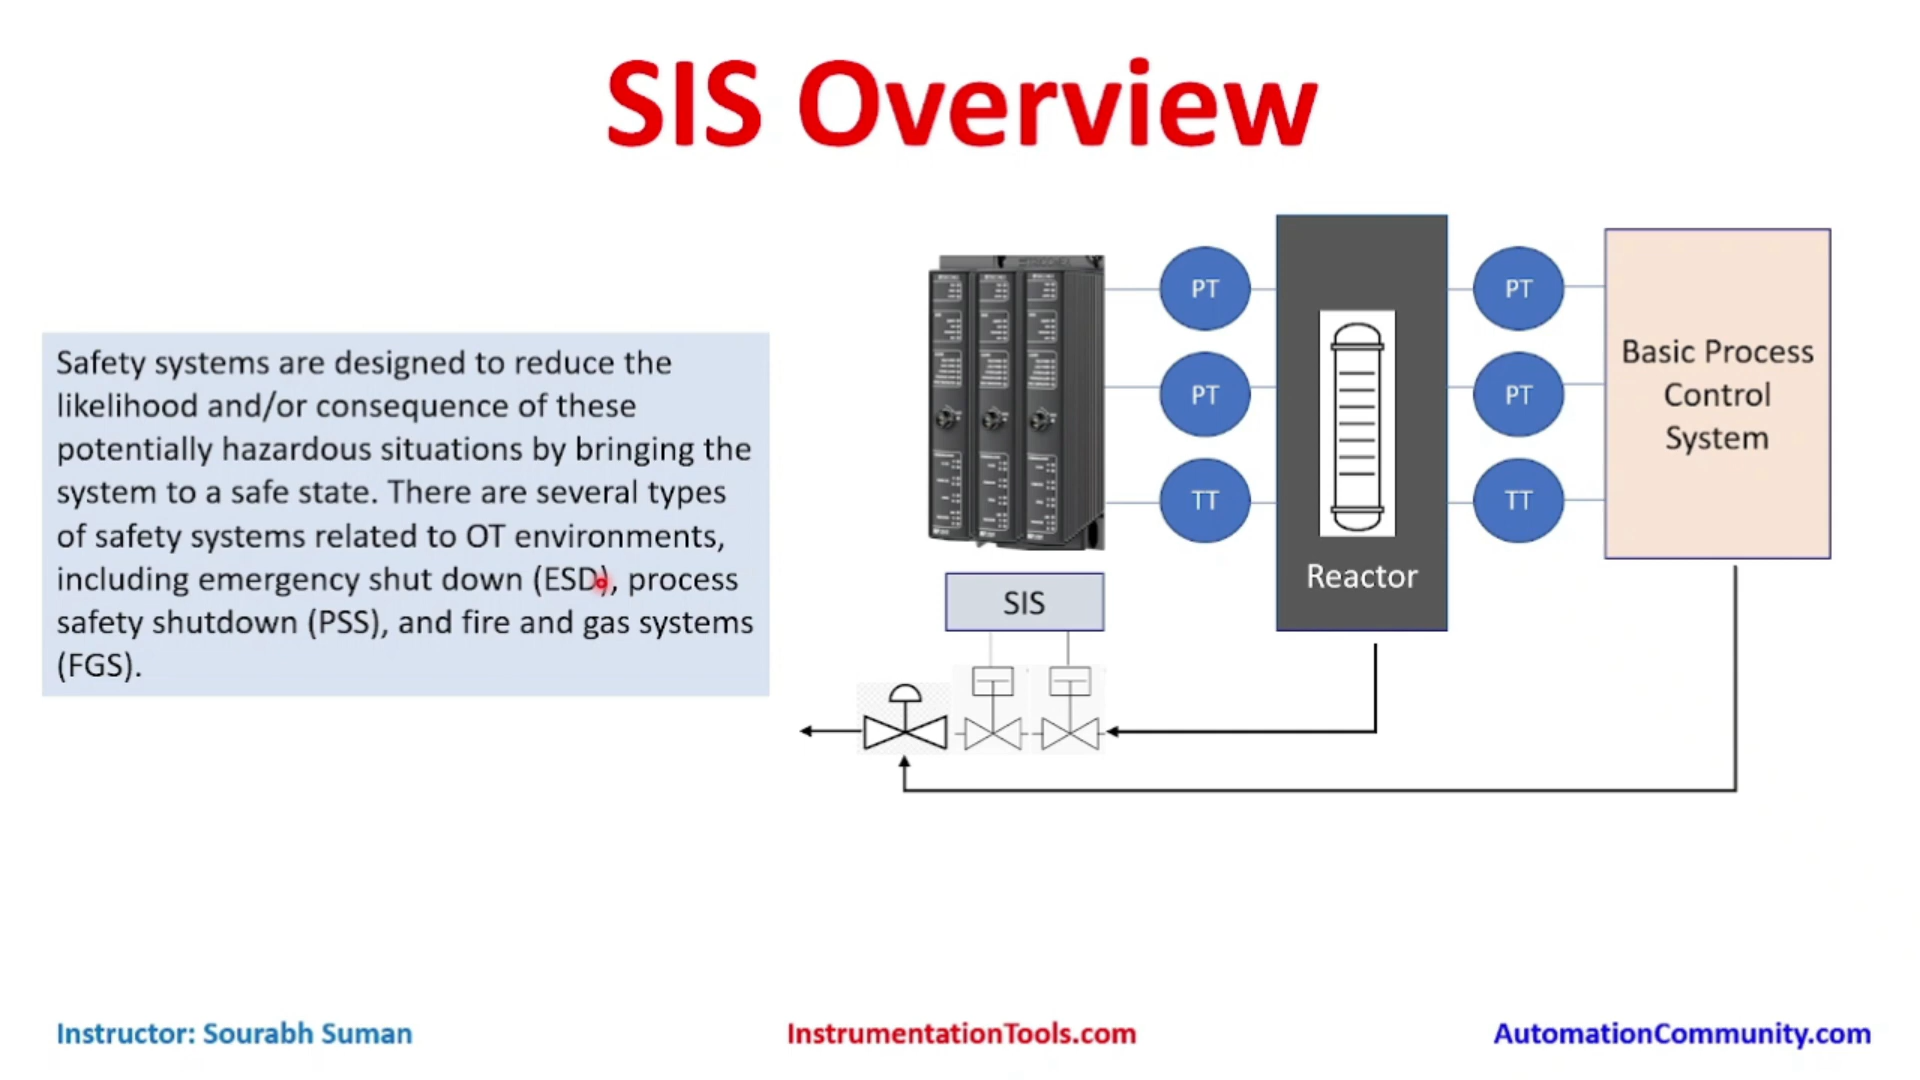 SIS Overview
Safety systems are designed to reduce the
likelihood and/or consequence of these
potentially hazardous situations by bringing the
system to a safe state. There are several types
of safety systems related to OT environments,
including emergency shut down (ESD), process
safety shutdown (PSS), and fire and gas systems
(FGS).
PT
PT
TT
SIS
Reactor
PT
PT
TT
Basic Process
Control
System
Instructor: Sourabh Suman
InstrumentationTools.com
AutomationCommunity.com